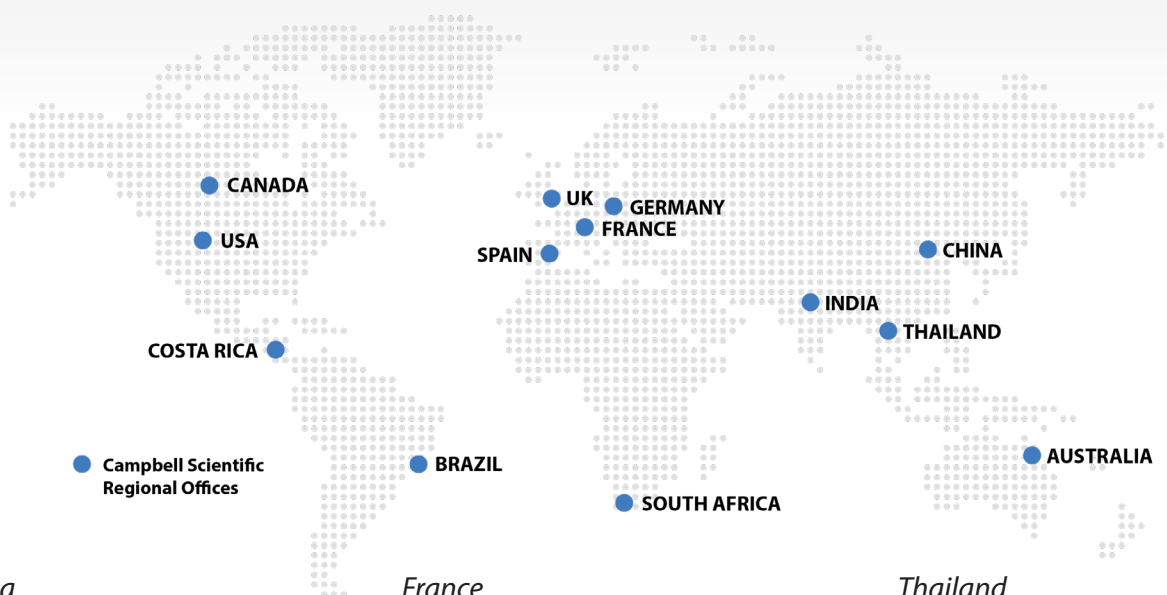 CANADA
UK
GERMANY
FRANCE
USA
SPAIN
CHINA
INDIA
THAILAND
COSTA RICA
AUSTRALIA
Campbell Scientific
Regional Offices
BRAZIL
SOUTH AFRICA
a
France
Thailand